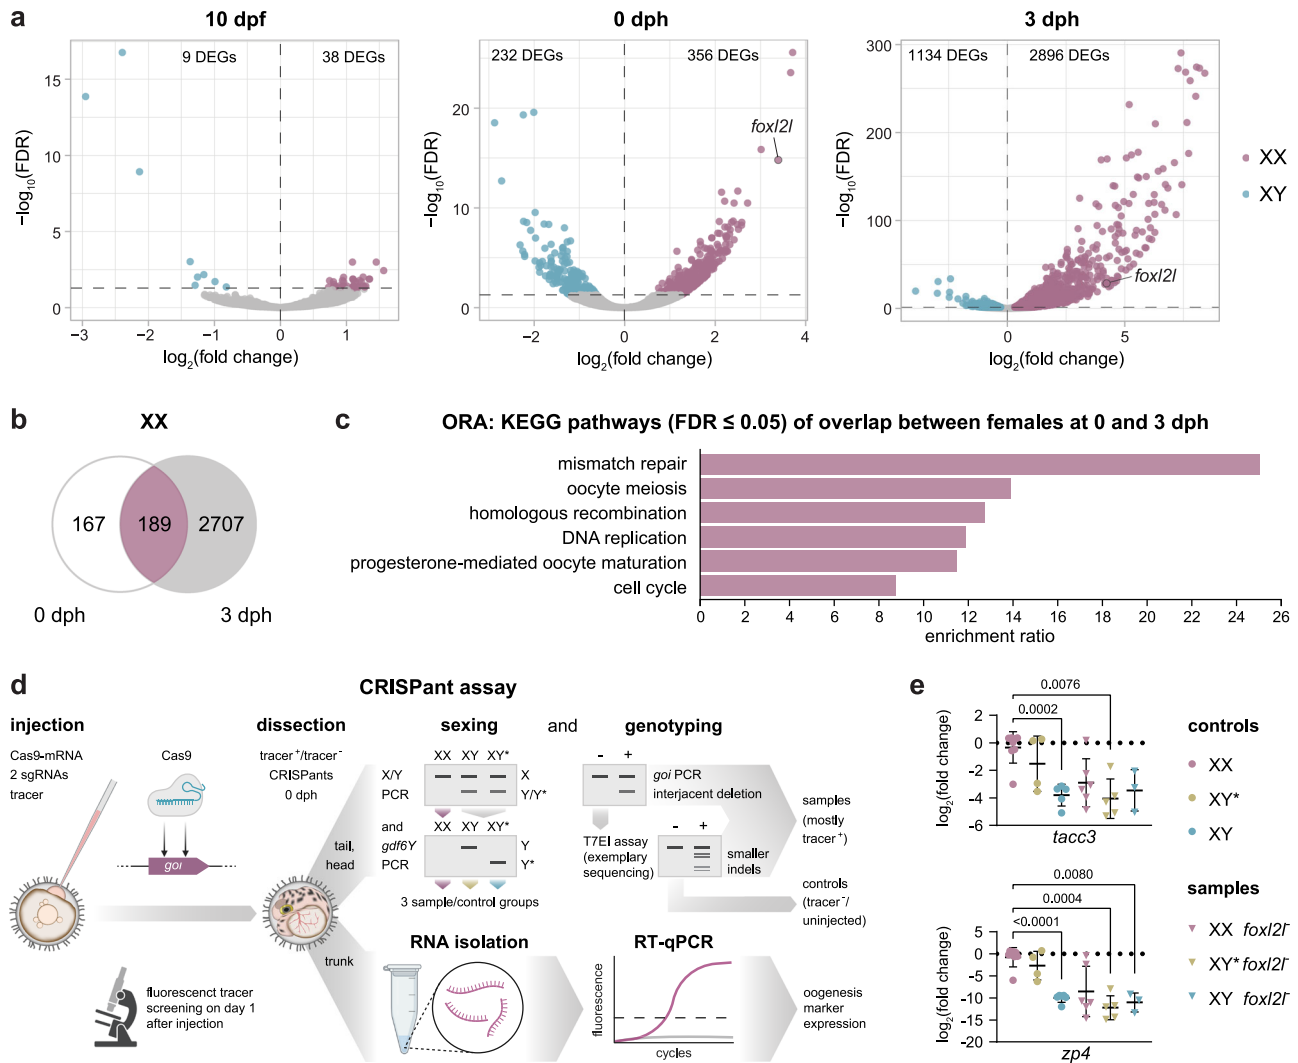 a
10 dpf
0 dph
3 dph
9 DEGs
38 DEGs
232 DEGs
356 DEGs
1134 DEGs
2896 DEGs
−log10(FDR)
15
10
5
0
−3
−2
−1
0
1
log2(fold change)
−log10(FDR)
20
10
0
−2
0
2
4
log2(fold change)
foxl2l
−log10(FDR)
300
200
100
0
0
5
log2(fold change)
foxl2l
XX
XY
b
XX
167
189
2707
0 dph
3 dph
c
ORA: KEGG pathways (FDR ≤ 0.05) of overlap between females at 0 and 3 dph
mismatch repair
oocyte meiosis
homologous recombination
DNA replication
progesterone-mediated oocyte maturation
cell cycle
0 2 4 6 8 10 12 14 16 18 20 22 24 26
enrichment ratio
d
CRISPant assay
injection
Cas9-mRNA
2 sgRNAs
tracer
Cas9
goi
fluorescenct tracer
screening on day 1
after injection
dissection
tracer+/tracer-
CRISPants
0 dph
tail,
head
trunk
sexing
and
genotyping
XX XY XY*
X/Y
PCR
X
Y/Y*
and
gdf6Y
PCR
XX XY XY*
Y
Y*
3 sample/control groups
- +
goi PCR
interjacent deletion
T7EI assay
(exemplary
sequencing)
- +
smaller
indels
samples
(mostly
tracer+)
controls
(tracer-/
uninjected)
RNA isolation
RT-qPCR
fluorescence
cycles
oogenesis
marker
expression
e
log2(fold change)
2
0
-2
-4
-6
0.0076
0.0002
tacc3
log2(fold change)
5
0
-5
-10
-15
-20
0.0080
0.0004
<0.0001
zp4
controls
XX
XY*
XY
samples
XX foxl2l-
XY* foxl2l-
XY foxl2l-